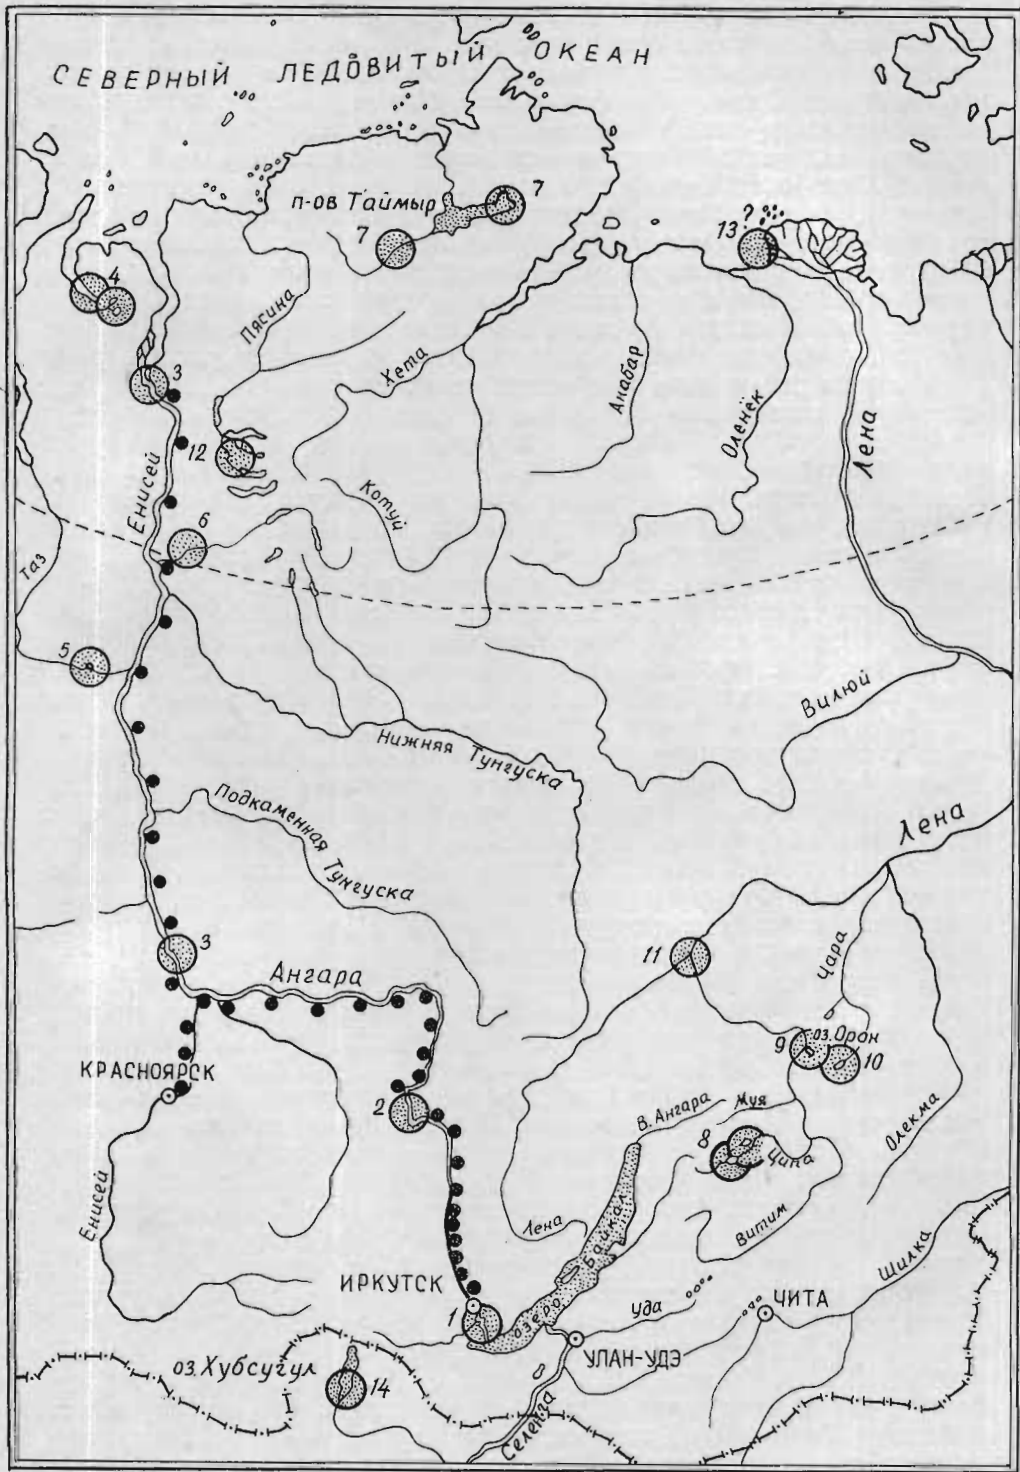 СЕВЕРНЫЙ ЛЕДОВИТЫЙ ОКЕАН
п-ов Таймыр
7
7
13
?
4
Пясина
3
Хета
Анабар
Оленёк
Лена
12
Енисей
Котуй
6
Таз
5
Вилюй
Нижняя Тунгуска
Подкаменная Тунгуска
Лена
3
Ангара
11
Чара
9
оз. Орон
10
КРАСНОЯРСК
2
В. Ангара
Муя
8
Ципа
Олекма
Енисей
Лена
озеро Байкал
Витим
Шилка
ИРКУТСК
1
Уда
ЧИТА
УЛАН-УДЭ
оз. Хубсугул
14
Селенга